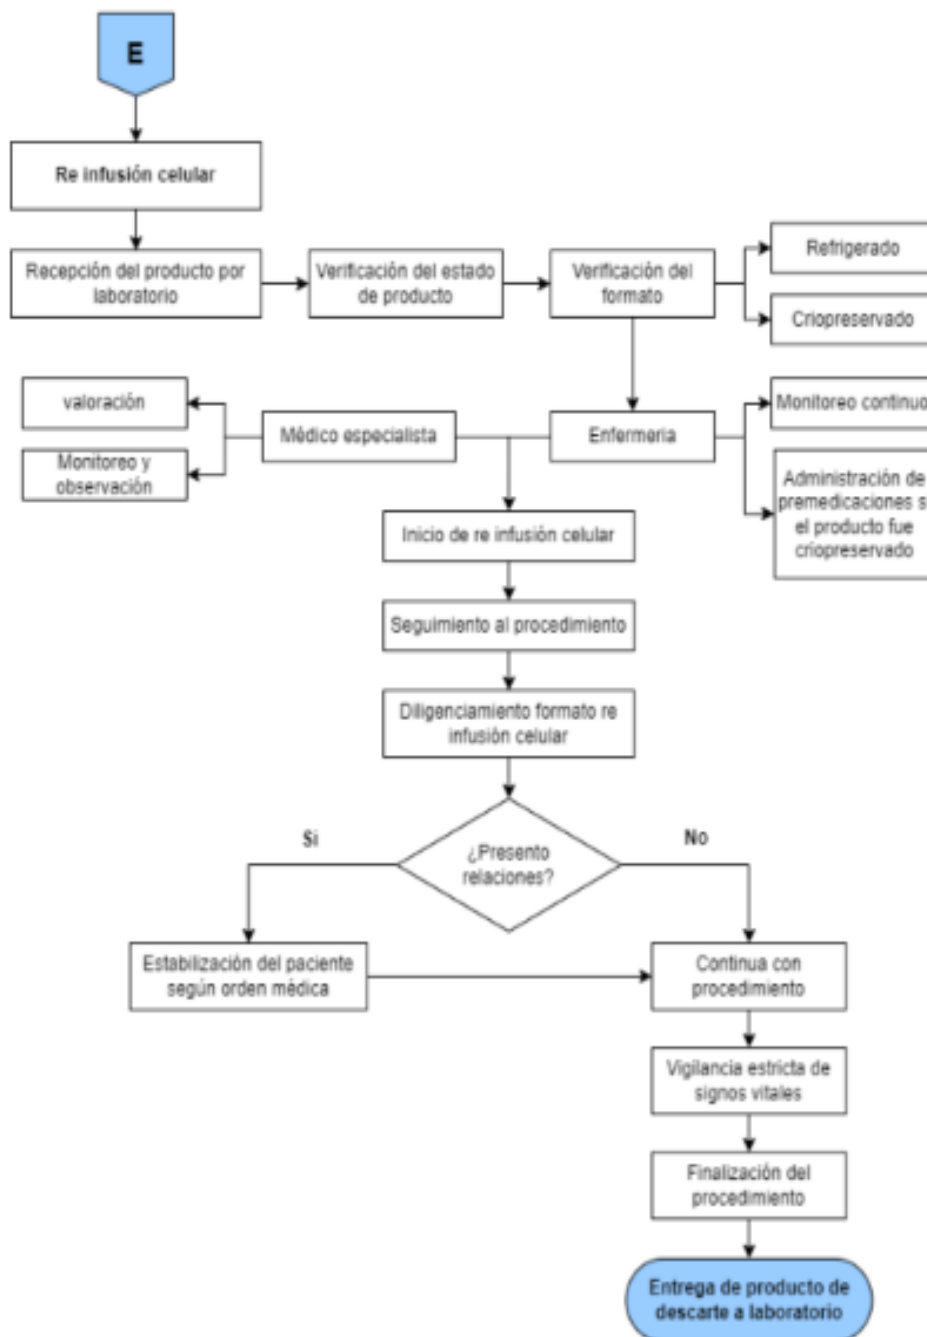 E
Re infusión celular
Recepción del producto por
laboratorio
Verificación del estado
de producto
Verificación del
formato
Refrigerado
Criopreservado
valoración
Monitoreo y
observación
Médico especialista
Enfermeria
Monitoreo continuo
Administración de
premedicaciones s
el producto fue
criopreservado
Inicio de re infusión celular
Seguimiento al procedimiento
Diligenciamiento formato re
infusión celular
¿Presento
relaciones?
Si
No
Estabilización del paciente
según orden médica
Continua con
procedimiento
Vigilancia estricta de
signos vitales
Finalización del
procedimiento
Entrega de producto de
descarte a laboratorio